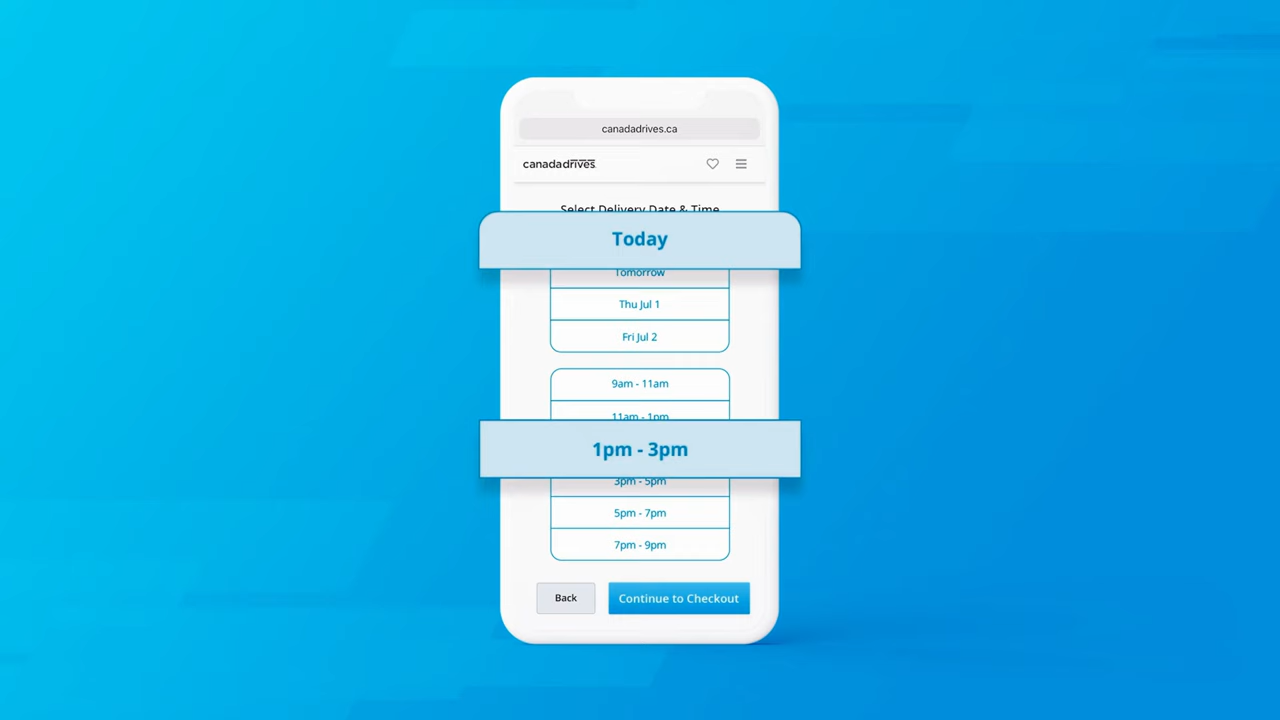 canadadrives.ca
canadadrives
Select Delivery Date & Time
Today
Tomorrow
Thu Jul 1
Fri Jul 2
9am - 11am
11am - 1pm
1pm - 3pm
3pm - 5pm
5pm - 7pm
7pm - 9pm
Back
Continue to Checkout